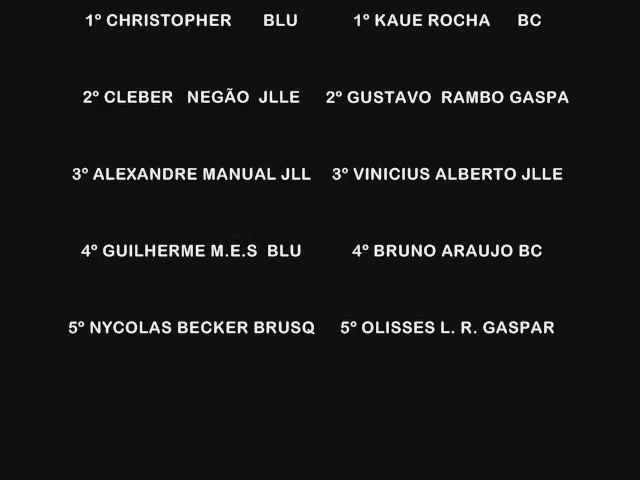 1º CHRISTOPHER BLU
2º CLEBER NEGÃO JLLE
3º ALEXANDRE MANUAL JLL
4º GUILHERME M.E.S BLU
5º NYCOLAS BECKER BRUSQ
1º KAUE ROCHA BC
2º GUSTAVO RAMBO GASPA
3º VINICIUS ALBERTO JLLE
4º BRUNO ARAUJO BC
5º OLISSES L. R. GASPAR